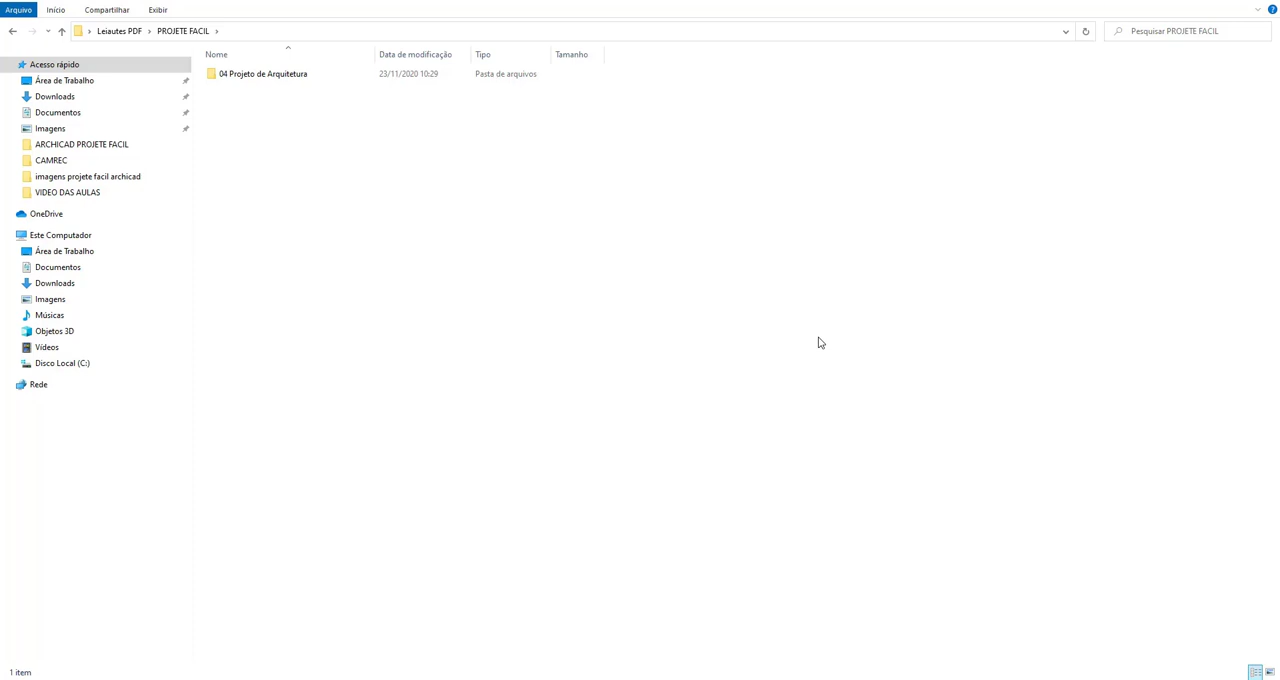 Arquivo Início Compartilhar Exibir
Leiautes PDF PROJETE FACIL
Pesquisar PROJETE FACIL
Nome Data de modificação Tipo Tamanho
04 Projeto de Arquitetura 23/11/2020 10:29 Pasta de arquivos
Acesso rápido
Área de Trabalho
Downloads
Documentos
Imagens
ARCHICAD PROJETE FACIL
CAMREC
imagens projete facil archicad
VIDEO DAS AULAS
OneDrive
Este Computador
Área de Trabalho
Documentos
Downloads
Imagens
Músicas
Objetos 3D
Vídeos
Disco Local (C:)
Rede
1 item